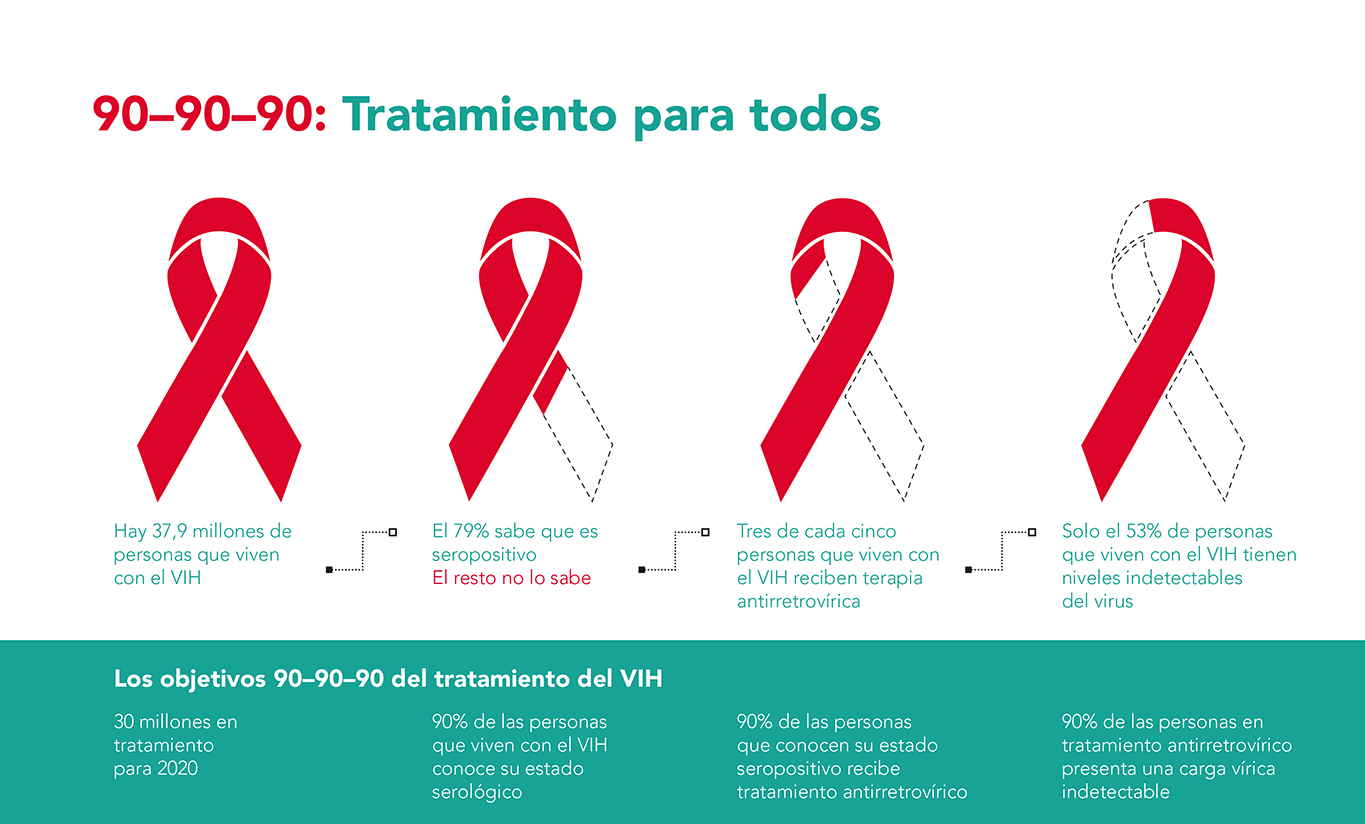 90–90–90: Tratamiento para todos
Hay 37,9 millones de
personas que viven
con el VIH
El 79% sabe que es
seropositivo
El resto no lo sabe
Tres de cada cinco
personas que viven con
el VIH reciben terapia
antirretrovírica
Solo el 53% de personas
que viven con el VIH tienen
niveles indetectables
del virus
Los objetivos 90–90–90 del tratamiento del VIH
30 millones en
tratamiento
para 2020
90% de las personas
que viven con el VIH
conoce su estado
serológico
90% de las personas
que conocen su estado
seropositivo recibe
tratamiento antirretrovírico
90% de las personas en
tratamiento antirretrovírico
presenta una carga vírica
indetectable